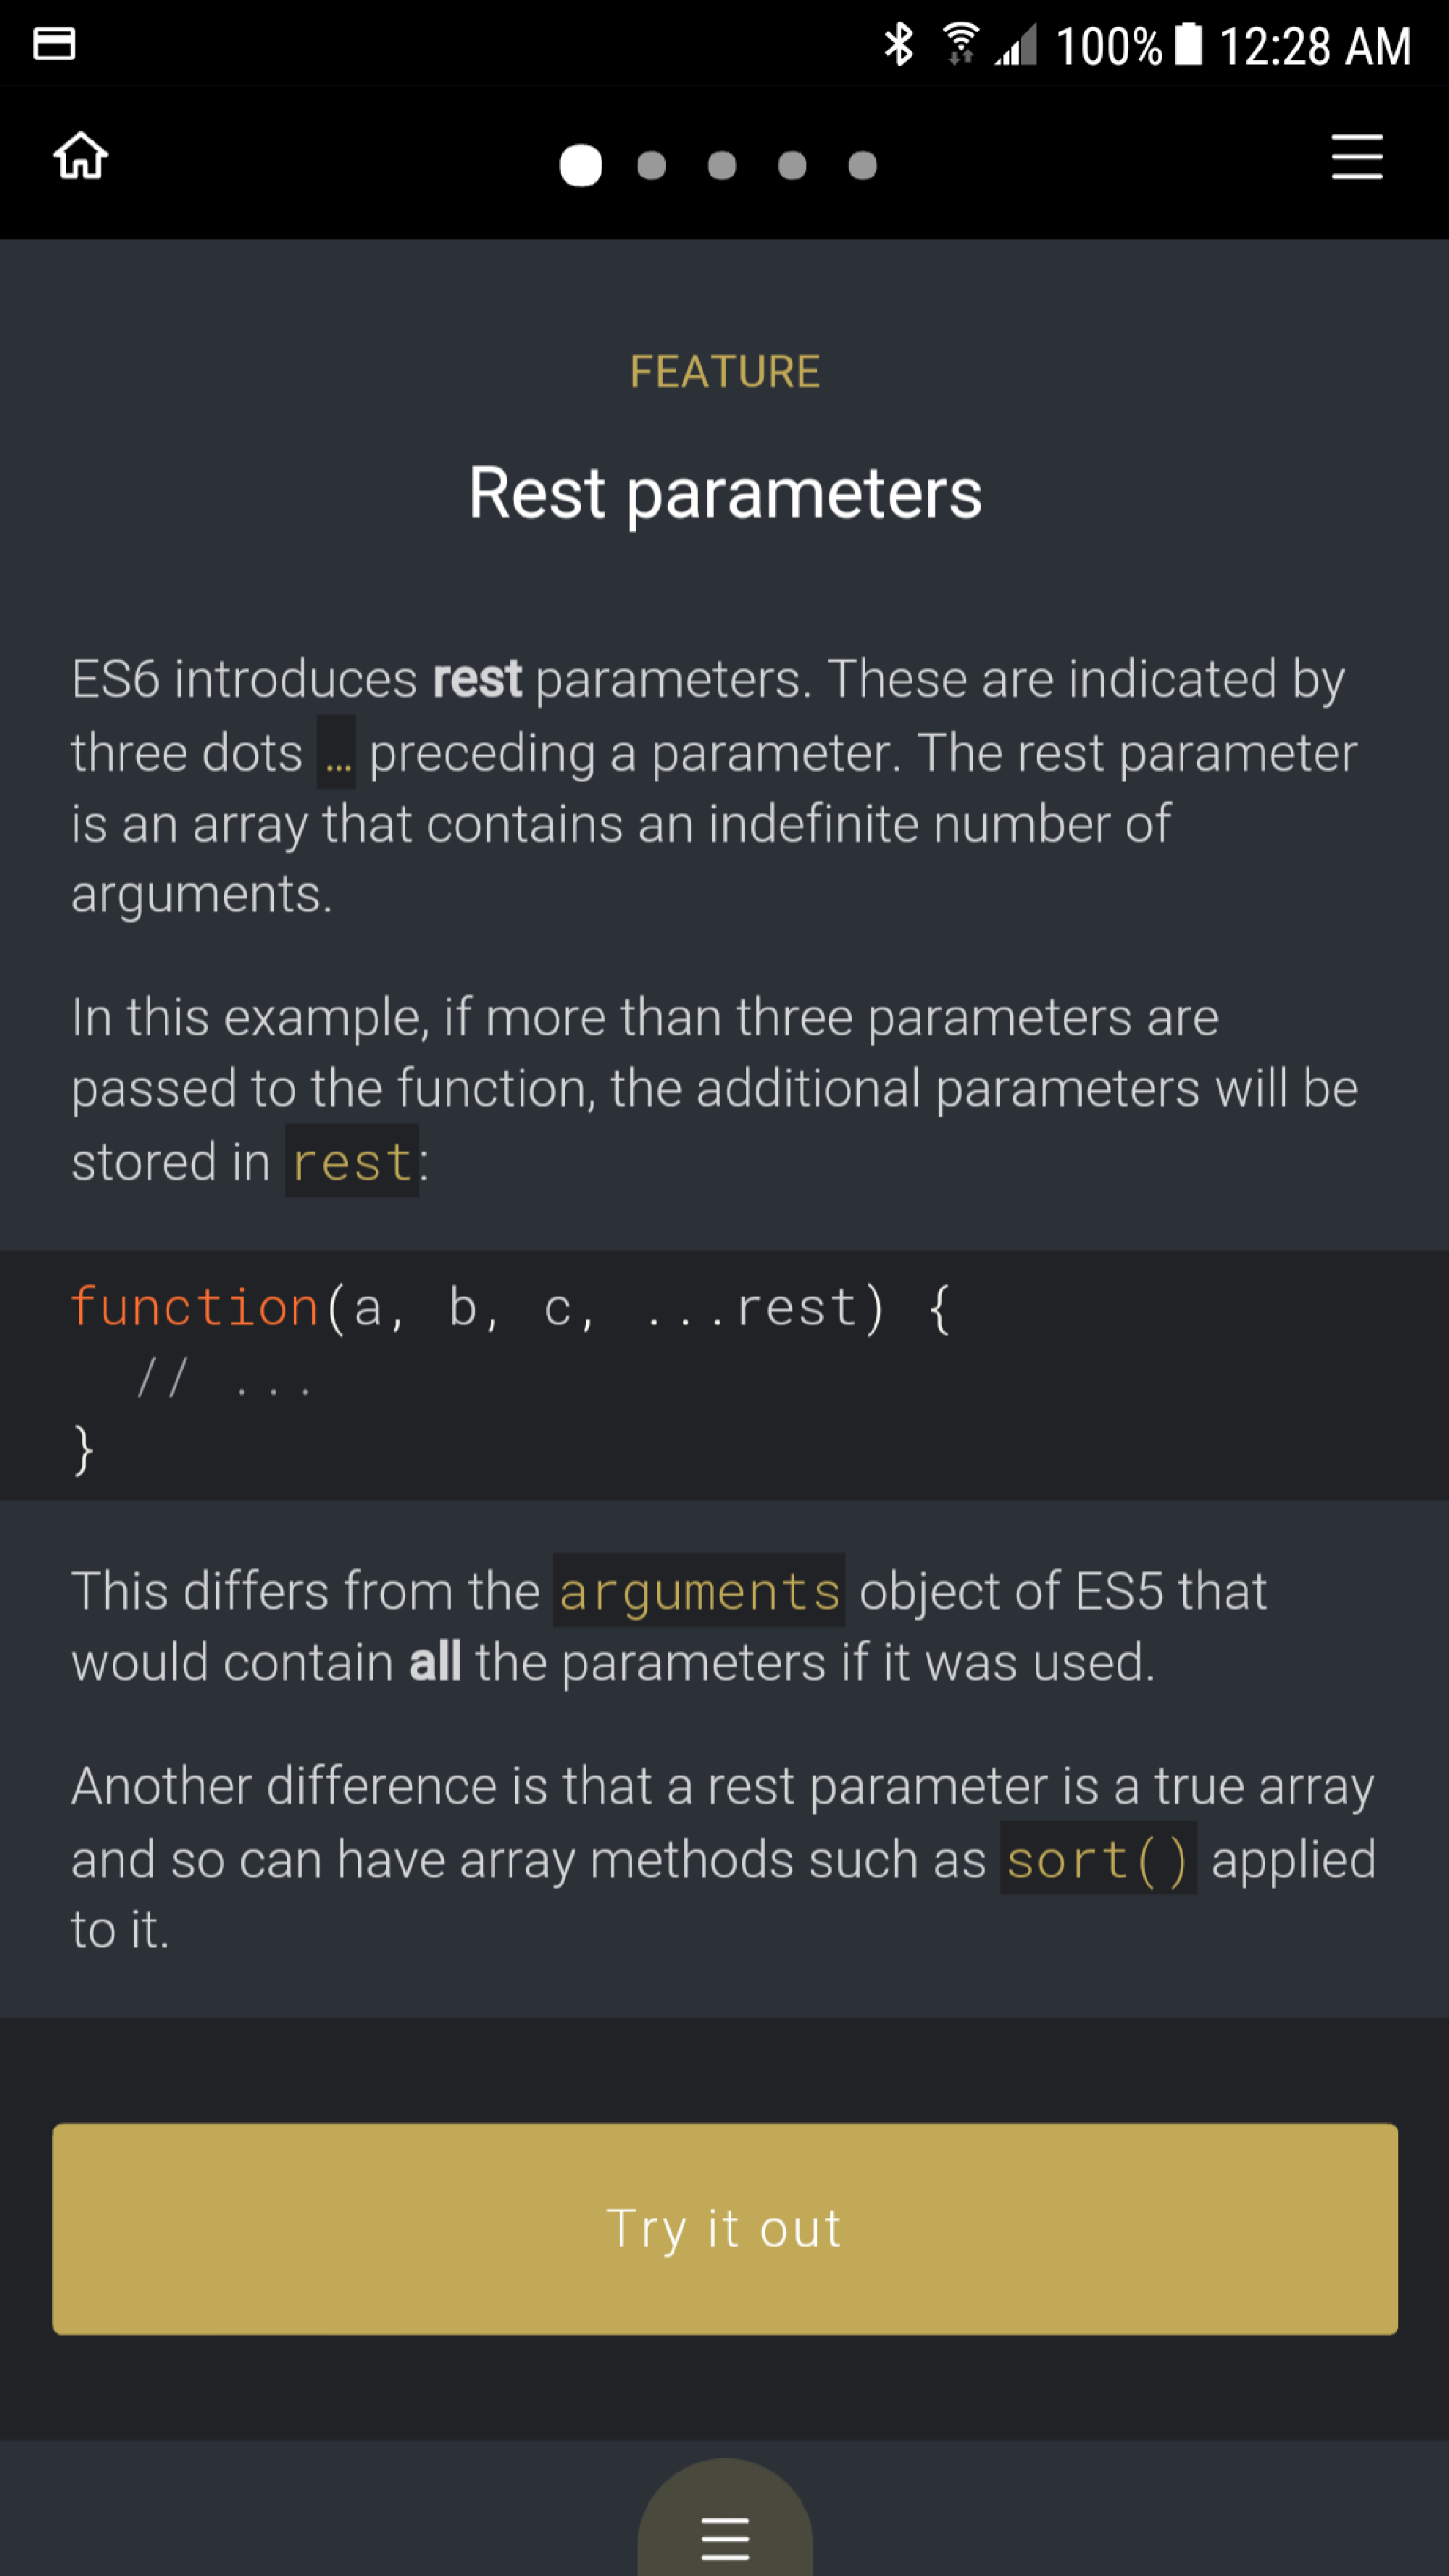 100% 12:28 AM
FEATURE
Rest parameters
ES6 introduces rest parameters. These are indicated by
three dots … preceding a parameter. The rest parameter
is an array that contains an indefinite number of
arguments.
In this example, if more than three parameters are
passed to the function, the additional parameters will be
stored in rest:
function(a, b, c, ...rest) {
  // ...
}
This differs from the arguments object of ES5 that
would contain all the parameters if it was used.
Another difference is that a rest parameter is a true array
and so can have array methods such as sort() applied
to it.
Try it out